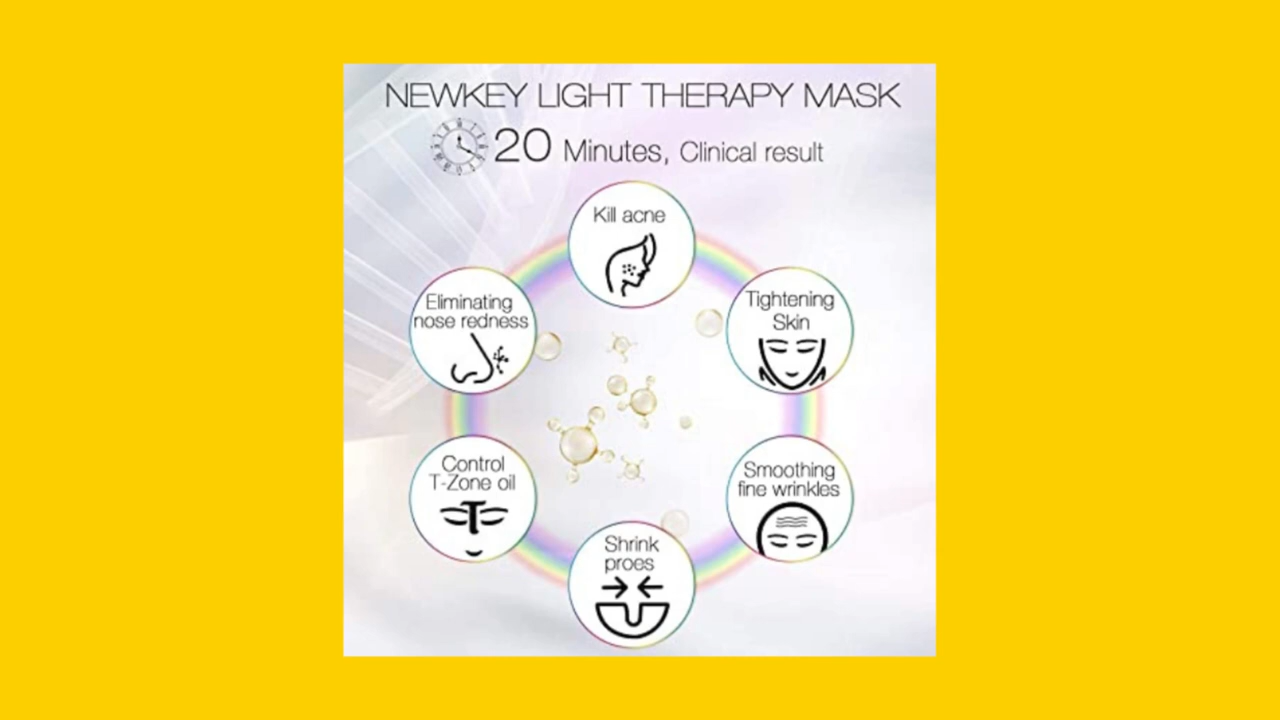 NEWKEY LIGHT THERAPY MASK
20 Minutes, Clinical result
Kill acne
Eliminating
nose redness
Tightening
Skin
Control
T-Zone oil
Smoothing
fine wrinkles
Shrink
proes